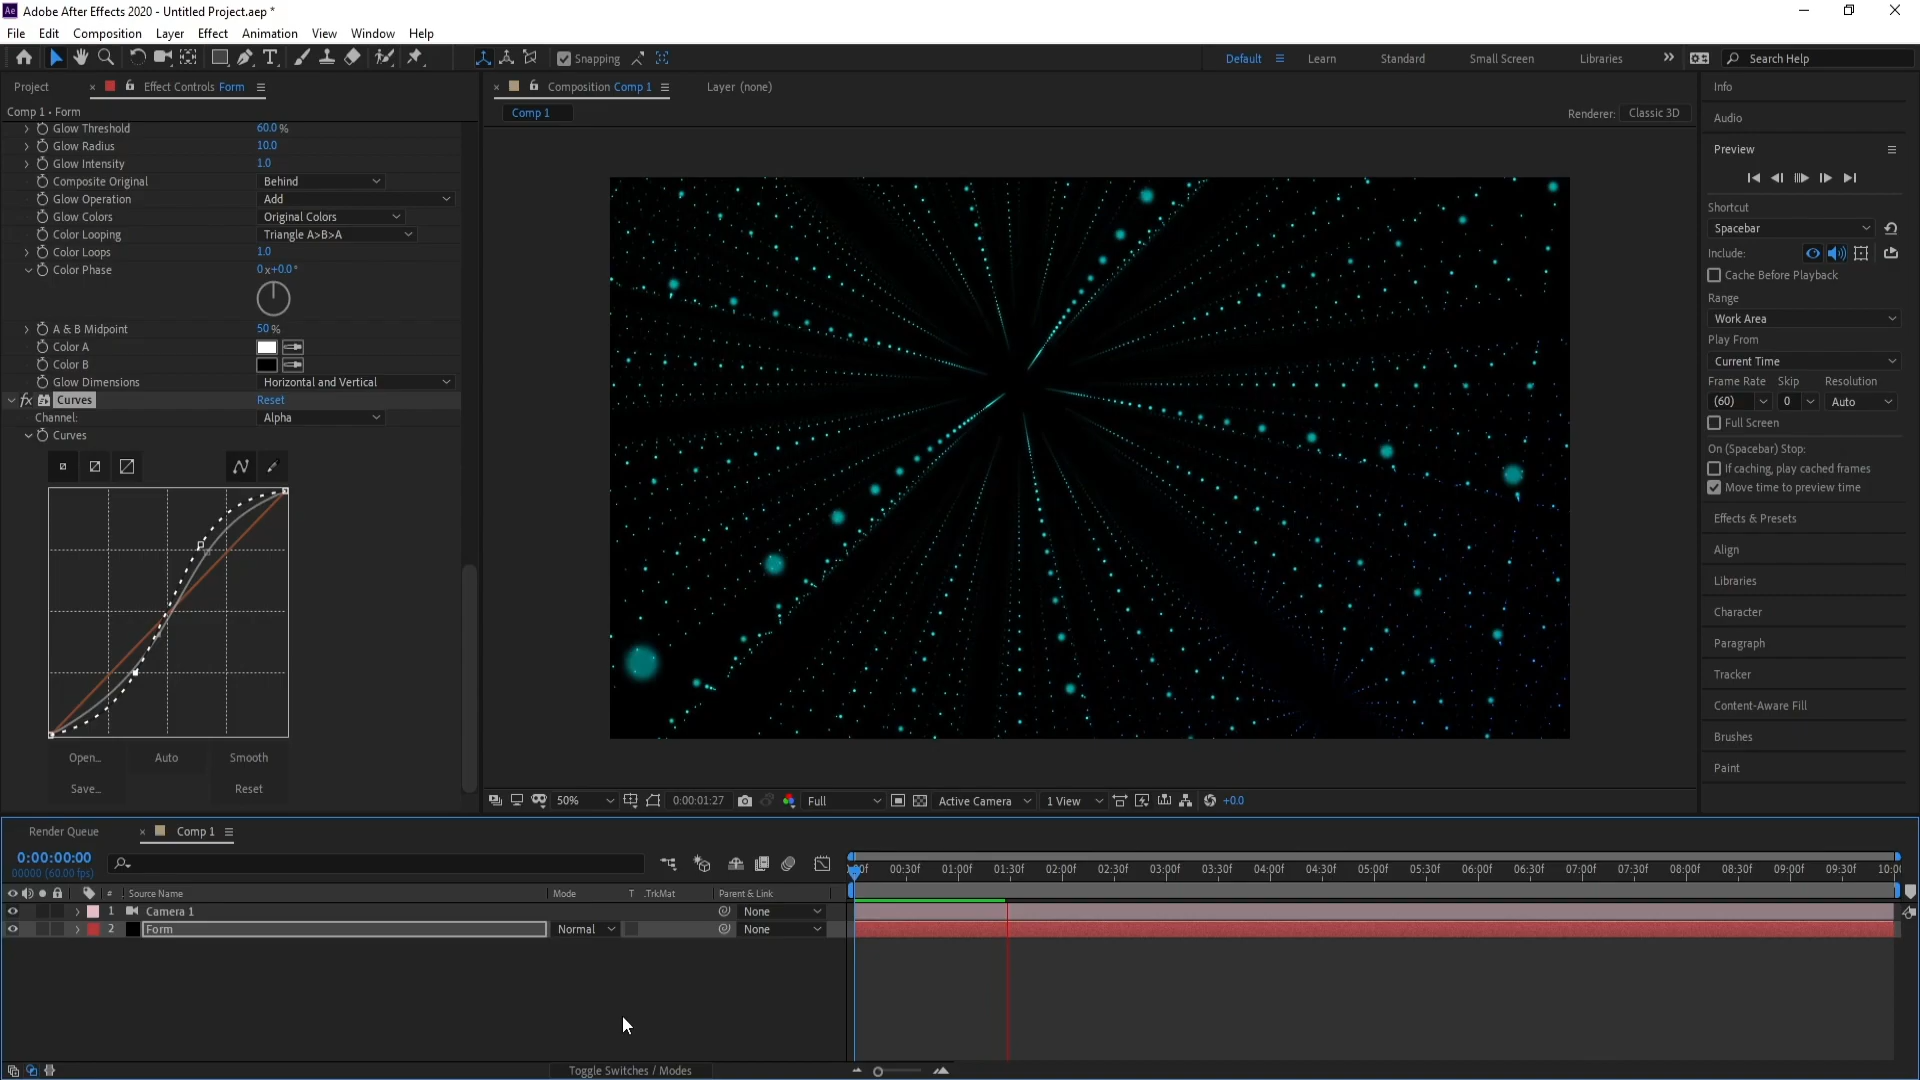 Ae Adobe After Effects 2020 - Untitled Project.aep *
File Edit Composition Layer Effect Animation View Window Help
Snapping
Default Learn Standard Small Screen Libraries » Search Help
Project × Effect Controls Form
Comp 1 • Form
Glow Threshold 60.0 %
Glow Radius 10.0
Glow Intensity 1.0
Composite Original Behind
Glow Operation Add
Glow Colors Original Colors
Color Looping Triangle A>B>A
Color Loops 1.0
Color Phase 0 x+0.0 °
A & B Midpoint 50 %
Color A
Color B
Glow Dimensions Horizontal and Vertical
fx Curves Reset
Channel: Alpha
Curves
Open... Auto Smooth
Save... Reset
× Composition Comp 1 Layer (none)
Comp 1
Renderer: Classic 3D
50% 0:00:01:27 Full Active Camera 1 View +0.0
Info
Audio
Preview
Shortcut
Spacebar
Include:
Cache Before Playback
Range
Work Area
Play From
Current Time
Frame Rate Skip Resolution
(60) 0 Auto
Full Screen
On (Spacebar) Stop:
If caching, play cached frames
Move time to preview time
Effects & Presets
Align
Libraries
Character
Paragraph
Tracker
Content-Aware Fill
Brushes
Paint
Render Queue × Comp 1
0:00:00:00
00000 (60.00 fps)
00:30f 01:00f 01:30f 02:00f 02:30f 03:00f 03:30f 04:00f 04:30f 05:00f 05:30f 06:00f 06:30f 07:00f 07:30f 08:00f 08:30f 09:00f 09:30f 10:00
# Source Name Mode T .TrkMat Parent & Link
1 Camera 1 None
2 Form Normal None
Toggle Switches / Modes